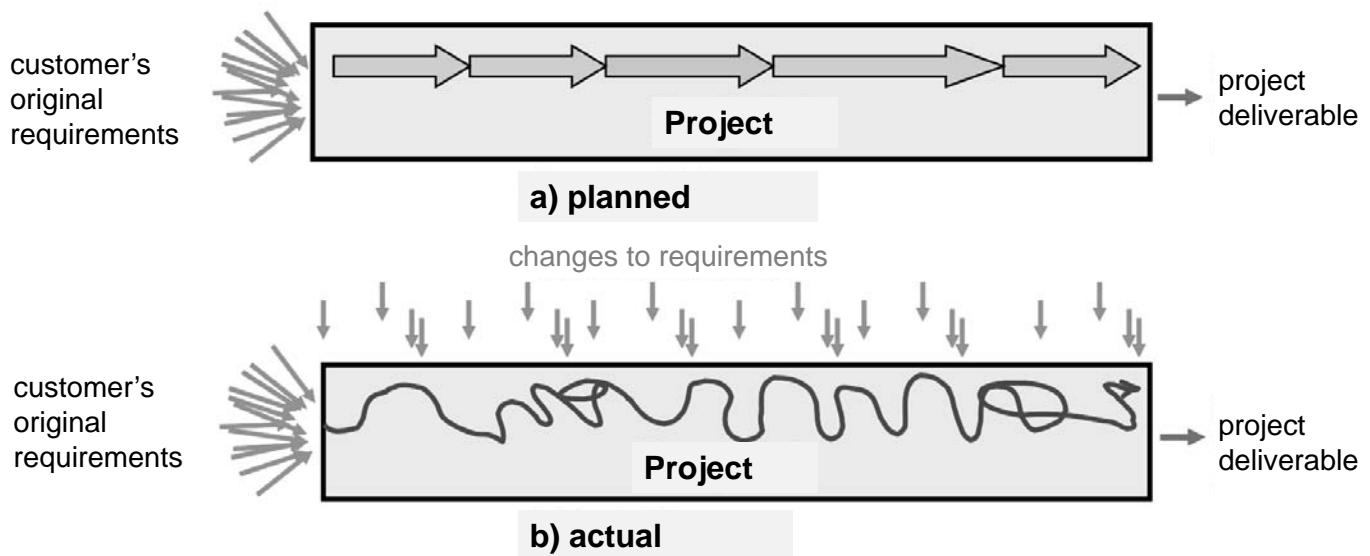 customer’s
original
requirements
Project
project
deliverable
a) planned
changes to requirements
customer’s
original
requirements
Project
project
deliverable
b) actual